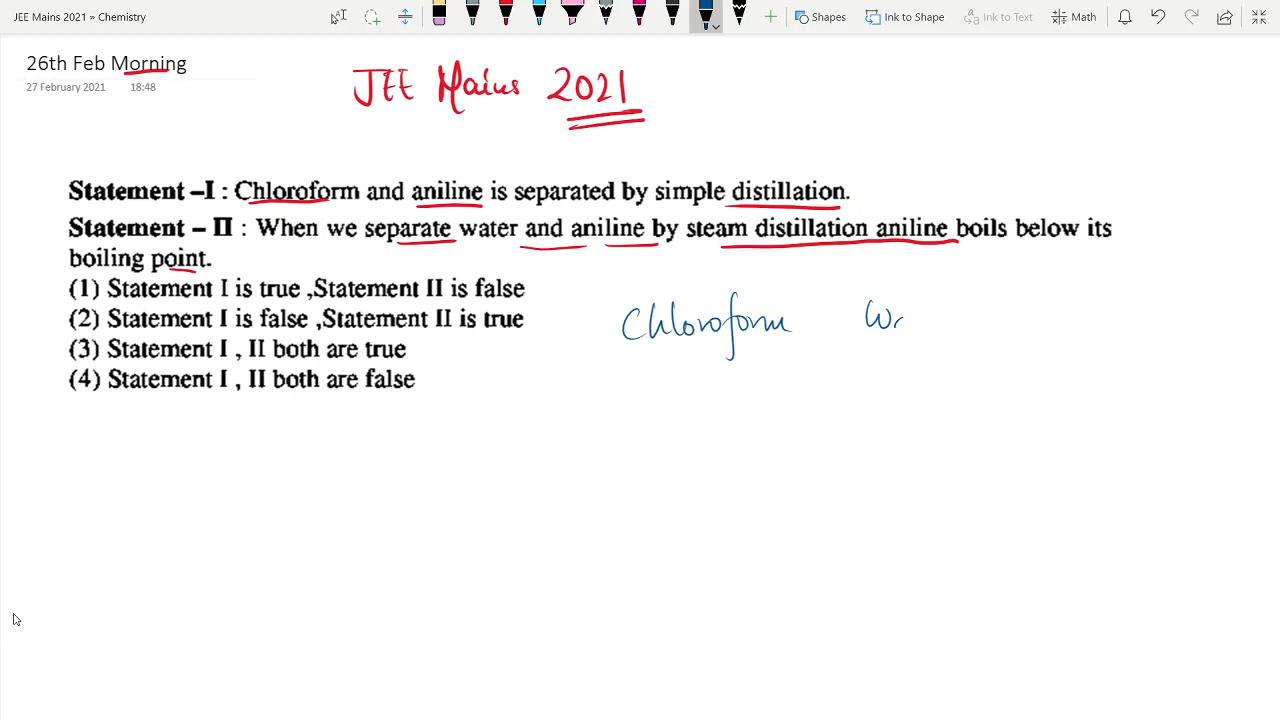 JEE Mains 2021 » Chemistry
Shapes Ink to Shape Ink to Text Math
26th Feb Morning
27 February 2021 18:48
JEE Mains 2021
Statement –I : Chloroform and aniline is separated by simple distillation.
Statement – II : When we separate water and aniline by steam distillation aniline boils below its
boiling point.
(1) Statement I is true ,Statement II is false
(2) Statement I is false ,Statement II is true
(3) Statement I , II both are true
(4) Statement I , II both are false
Chloroform